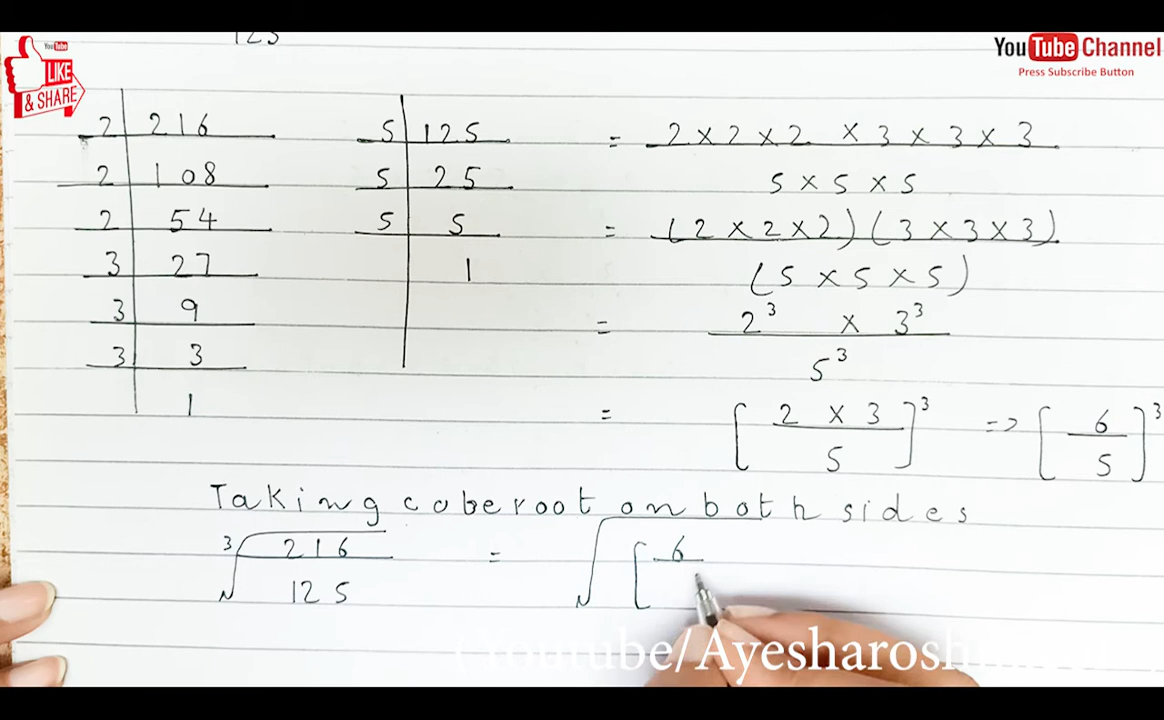 125
YouTube
LIKE
& SHARE
YouTube Channel
Press Subscribe Button
2 | 216
2 | 108
2 | 54
3 | 27
3 | 9
3 | 3
1
5 | 125
5 | 25
5 | 5
1
= 2 × 2 × 2 × 3 × 3 × 3
5 × 5 × 5
= (2 × 2 × 2) (3 × 3 × 3)
(5 × 5 × 5)
= 2³ × 3³
5³
= [2 × 3 / 5]³ => [6 / 5]³
Taking cuberoot on both sides
³√216 / 125 = √[6
(Youtube/Ayesharosh